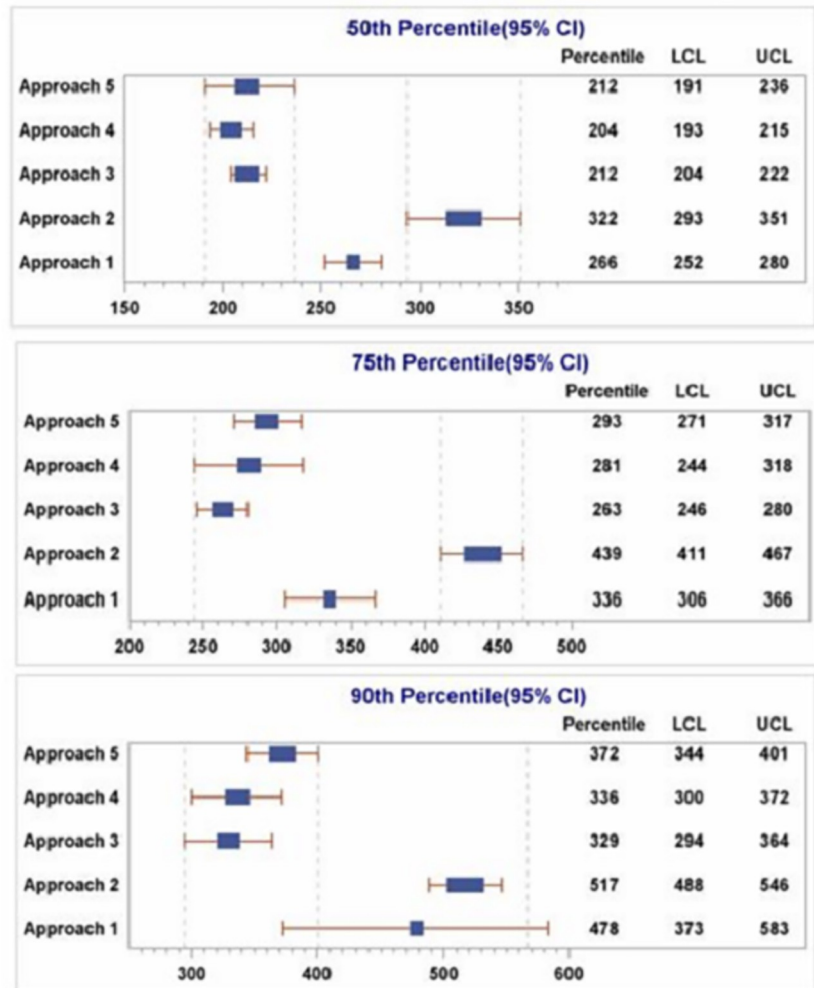 50th Percentile(95% CI)
Percentile LCL UCL
Approach 5 212 191 236
Approach 4 204 193 215
Approach 3 212 204 222
Approach 2 322 293 351
Approach 1 266 252 280
150 200 250 300 350
75th Percentile(95% CI)
Percentile LCL UCL
Approach 5 293 271 317
Approach 4 281 244 318
Approach 3 263 246 280
Approach 2 439 411 467
Approach 1 336 306 366
200 244 300 350 400 450 500
90th Percentile(95% CI)
Percentile LCL UCL
Approach 5 372 344 401
Approach 4 336 300 372
Approach 3 329 294 364
Approach 2 517 488 546
Approach 1 478 373 583
300 400 500 600